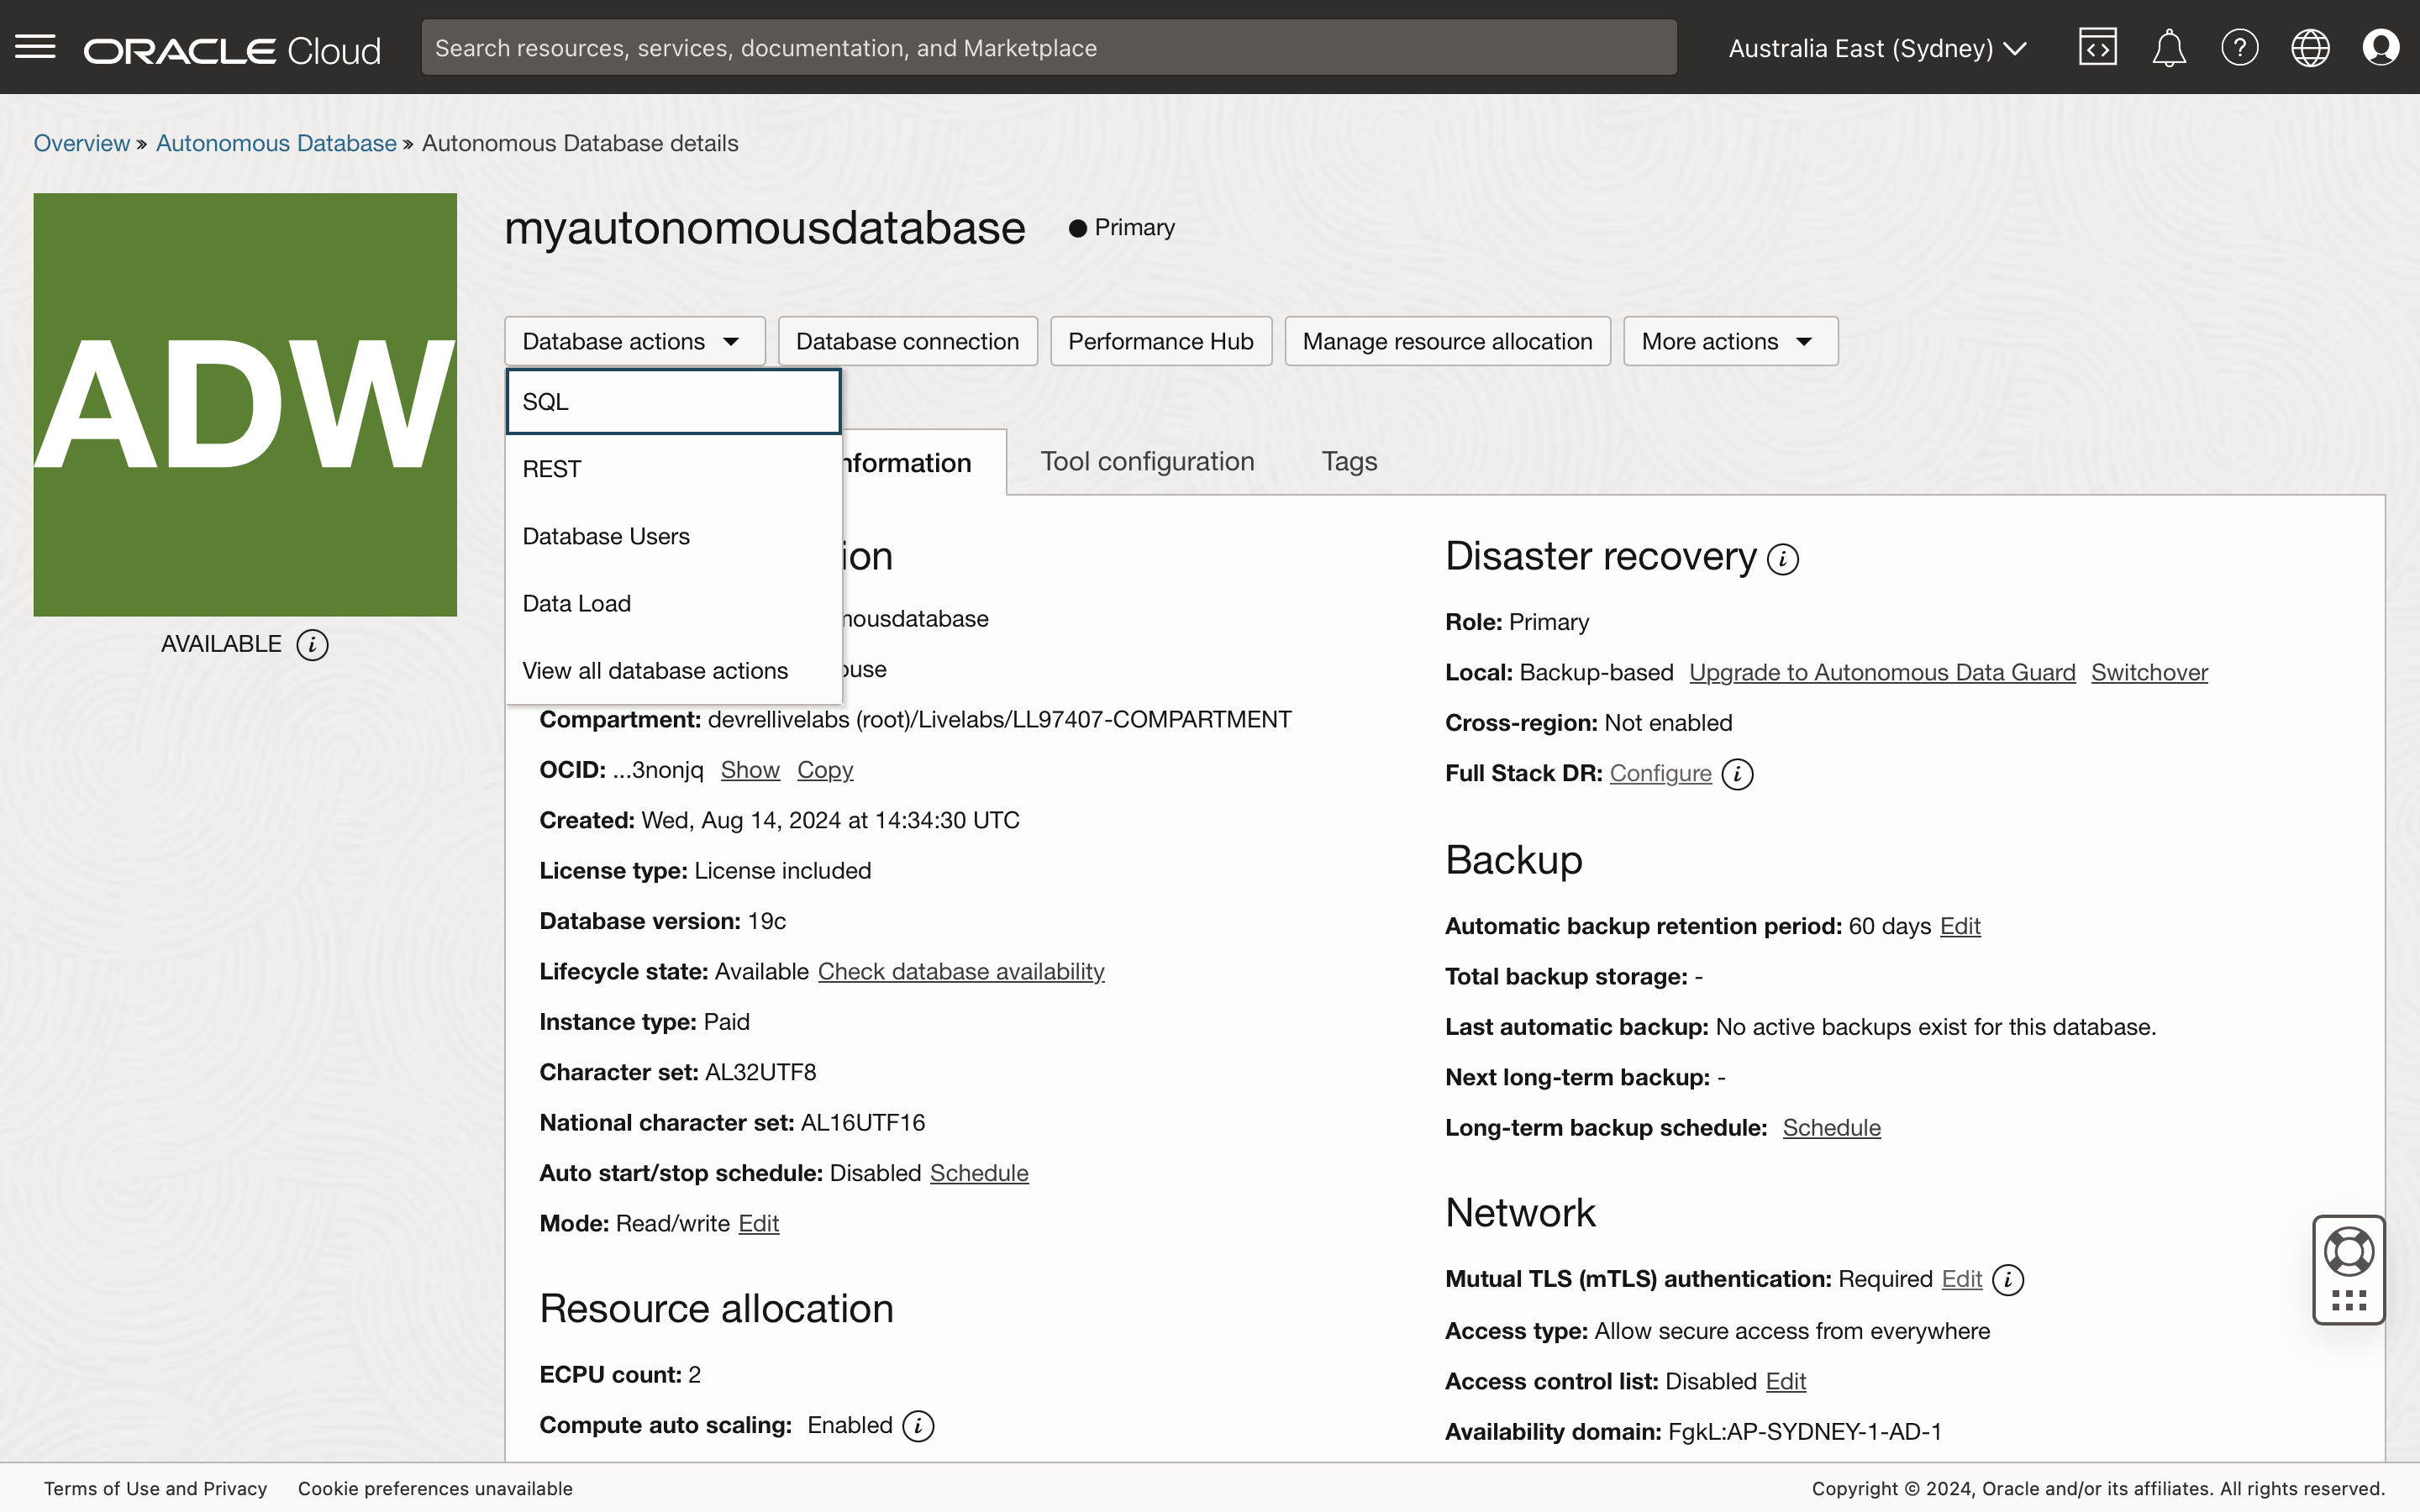 ORACLE Cloud
Search resources, services, documentation, and Marketplace
Australia East (Sydney)
Overview » Autonomous Database » Autonomous Database details
ADW
AVAILABLE
myautonomousdatabase
Primary
Database actions
Database connection
Performance Hub
Manage resource allocation
More actions
SQL
REST
Database Users
Data Load
View all database actions
Tool configuration
Tags
Compartment: devrellivelabs (root)/Livelabs/LL97407-COMPARTMENT
OCID: ...3nonjq Show Copy
Created: Wed, Aug 14, 2024 at 14:34:30 UTC
License type: License included
Database version: 19c
Lifecycle state: Available Check database availability
Instance type: Paid
Character set: AL32UTF8
National character set: AL16UTF16
Auto start/stop schedule: Disabled Schedule
Mode: Read/write Edit
Resource allocation
ECPU count: 2
Compute auto scaling: Enabled
Disaster recovery
Role: Primary
Local: Backup-based Upgrade to Autonomous Data Guard Switchover
Cross-region: Not enabled
Full Stack DR: Configure
Backup
Automatic backup retention period: 60 days Edit
Total backup storage: -
Last automatic backup: No active backups exist for this database.
Next long-term backup: -
Long-term backup schedule: Schedule
Network
Mutual TLS (mTLS) authentication: Required Edit
Access type: Allow secure access from everywhere
Access control list: Disabled Edit
Availability domain: FgkL:AP-SYDNEY-1-AD-1
Terms of Use and Privacy
Cookie preferences unavailable
Copyright © 2024, Oracle and/or its affiliates. All rights reserved.